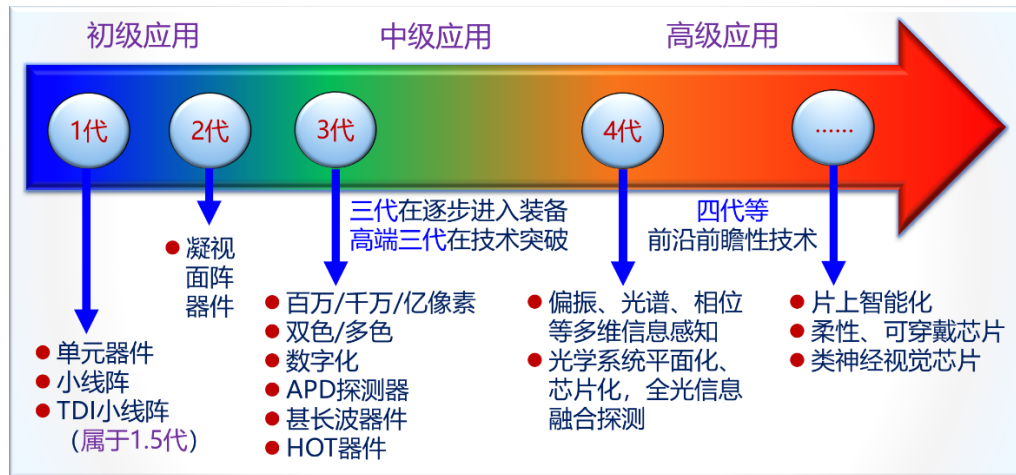 初级应用
中级应用
高级应用
1代
2代
3代
4代
……
三代在逐步进入装备
高端三代在技术突破
四代等
前沿前瞻性技术
● 单元器件
● 小线阵
● TDI小线阵
（属于1.5代）
● 凝视
面阵
器件
● 百万/千万/亿像素
● 双色/多色
● 数字化
● APD探测器
● 甚长波器件
● HOT器件
● 偏振、光谱、相位
等多维信息感知
● 光学系统平面化、
芯片化，全光信息
融合探测
● 片上智能化
● 柔性、可穿戴芯片
● 类神经视觉芯片